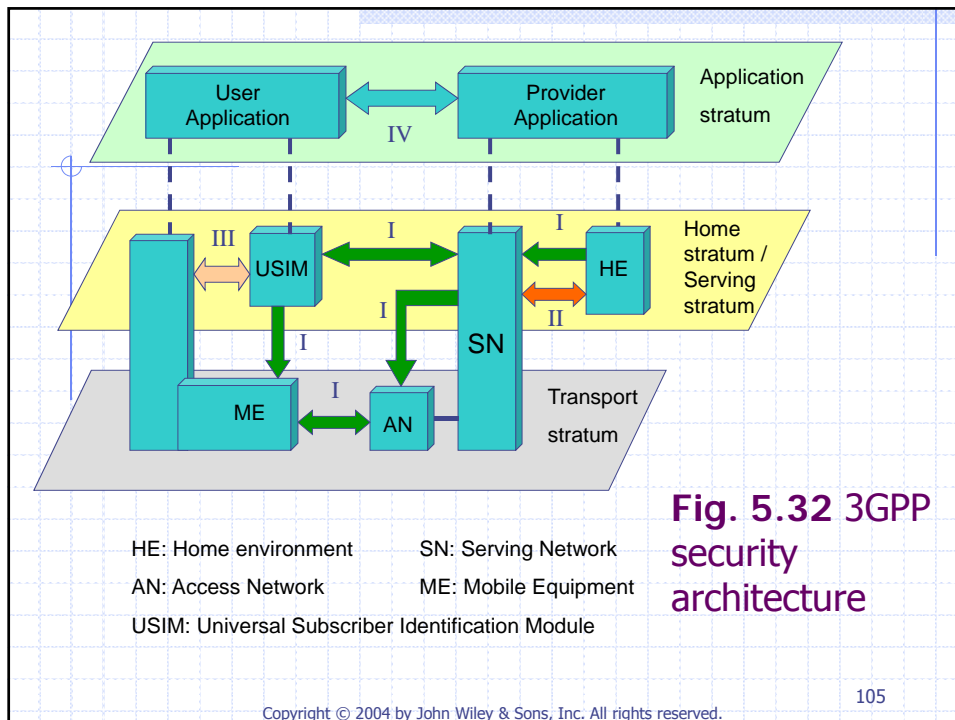 User
Application
Provider
Application
IV
Application
stratum
III
USIM
I
I
HE
Home
stratum /
Serving
stratum
II
I
I
SN
ME
I
AN
Transport
stratum
HE: Home environment
SN: Serving Network
AN: Access Network
ME: Mobile Equipment
USIM: Universal Subscriber Identification Module
Fig. 5.32 3GPP
security
architecture
105
Copyright © 2004 by John Wiley & Sons, Inc. All rights reserved.